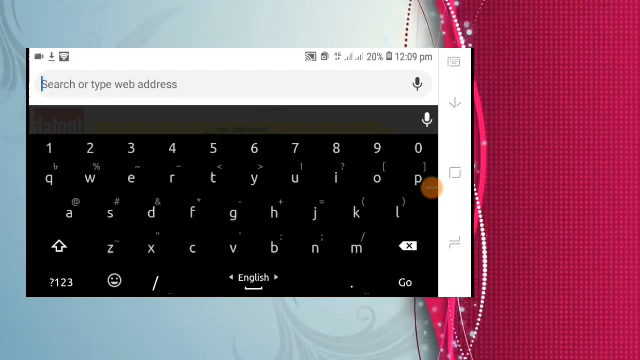 4G 20% 12:09 pm
Search or type web address
1 2 3 4 5 6 7 8 9 0
৳ % ~ − < > ! ? [ ]
q w e r t y u i o p
@ # & * - + = ( )
a s d f g h j k l
_ " ' : ; /
z x c v b n m
?123 / English . Go